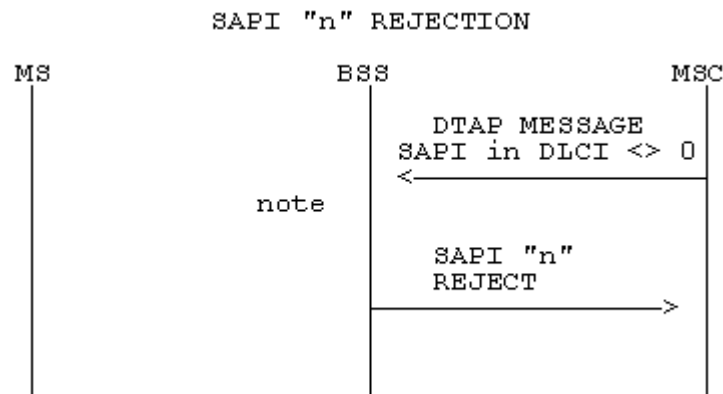 SAPI "n" REJECTION
MS BSS MSC
DTAP MESSAGE
SAPI in DLCI <> 0
note
SAPI "n"
REJECT